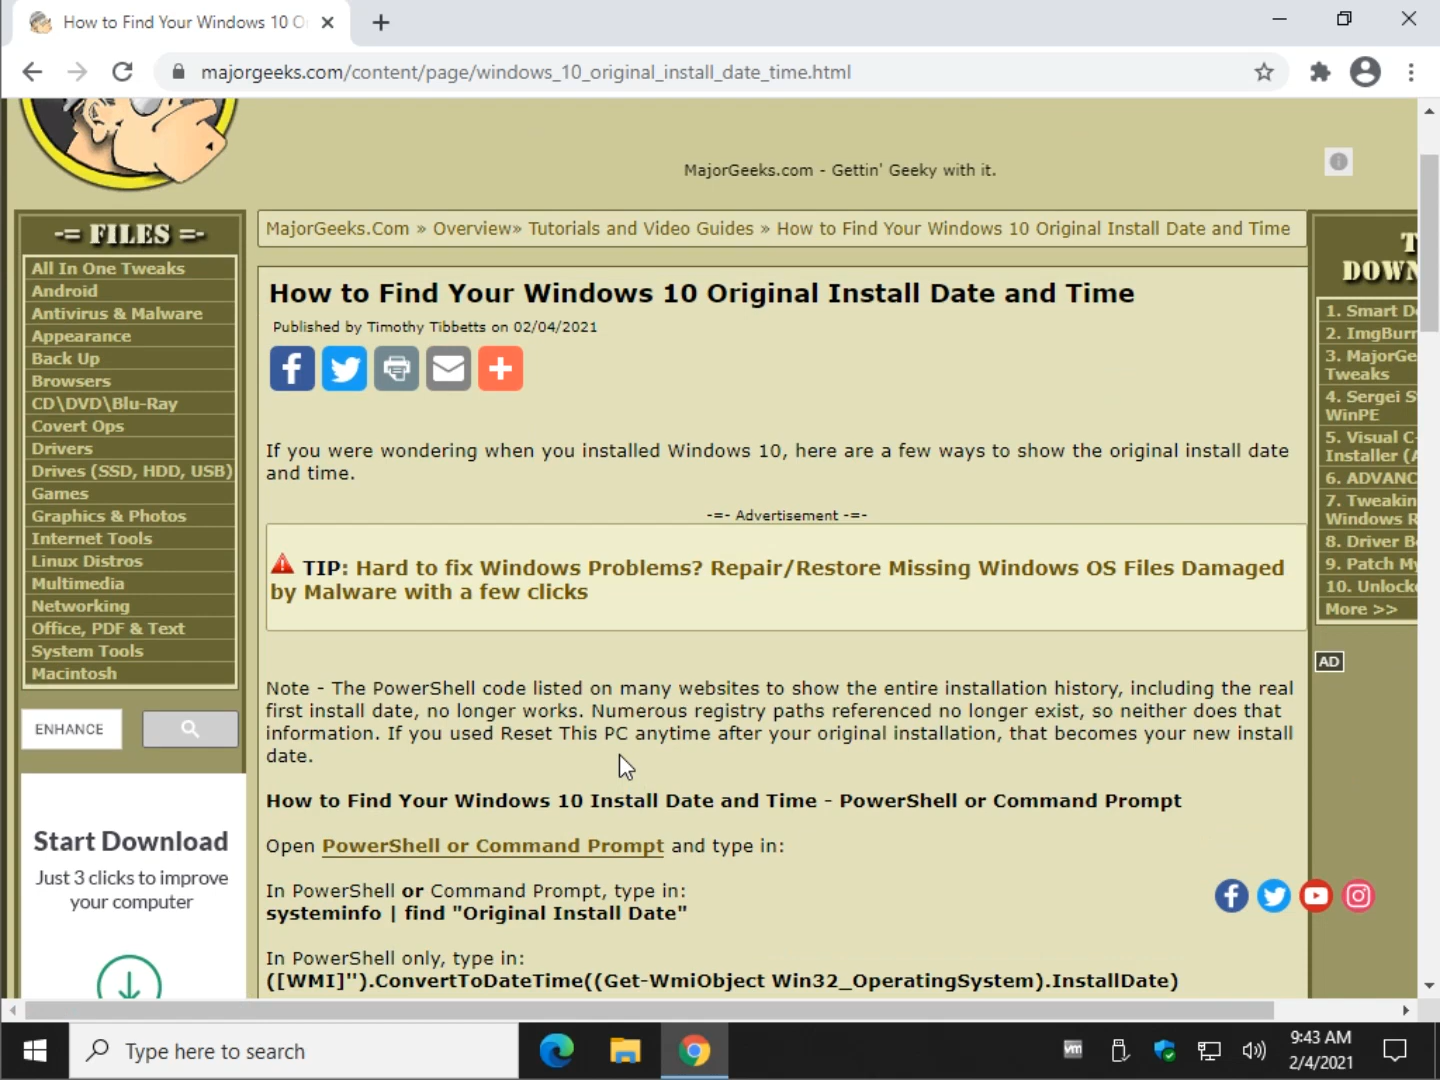 How to Find Your Windows 10 O
majorgeeks.com/content/page/windows_10_original_install_date_time.html
MajorGeeks.com - Gettin' Geeky with it.
-= FILES =-
All In One Tweaks
Android
Antivirus & Malware
Appearance
Back Up
Browsers
CD\DVD\Blu-Ray
Covert Ops
Drivers
Drives (SSD, HDD, USB)
Games
Graphics & Photos
Internet Tools
Linux Distros
Multimedia
Networking
Office, PDF & Text
System Tools
Macintosh
ENHANCE
Start Download
Just 3 clicks to improve
your computer
MajorGeeks.Com » Overview» Tutorials and Video Guides » How to Find Your Windows 10 Original Install Date and Time
How to Find Your Windows 10 Original Install Date and Time
Published by Timothy Tibbetts on 02/04/2021
If you were wondering when you installed Windows 10, here are a few ways to show the original install date
and time.
-=- Advertisement -=-
TIP: Hard to fix Windows Problems? Repair/Restore Missing Windows OS Files Damaged
by Malware with a few clicks
Note - The PowerShell code listed on many websites to show the entire installation history, including the real
first install date, no longer works. Numerous registry paths referenced no longer exist, so neither does that
information. If you used Reset This PC anytime after your original installation, that becomes your new install
date.
How to Find Your Windows 10 Install Date and Time - PowerShell or Command Prompt
Open PowerShell or Command Prompt and type in:
In PowerShell or Command Prompt, type in:
systeminfo | find "Original Install Date"
In PowerShell only, type in:
([WMI]'').ConvertToDateTime((Get-WmiObject Win32_OperatingSystem).InstallDate)
T
DOWN
1. Smart D
2. ImgBurn
3. MajorGe
Tweaks
4. Sergei S
WinPE
5. Visual C
Installer (A
6. ADVANC
7. Tweakin
Windows R
8. Driver B
9. Patch My
10. Unlock
More >>
AD
Type here to search
vm
9:43 AM
2/4/2021